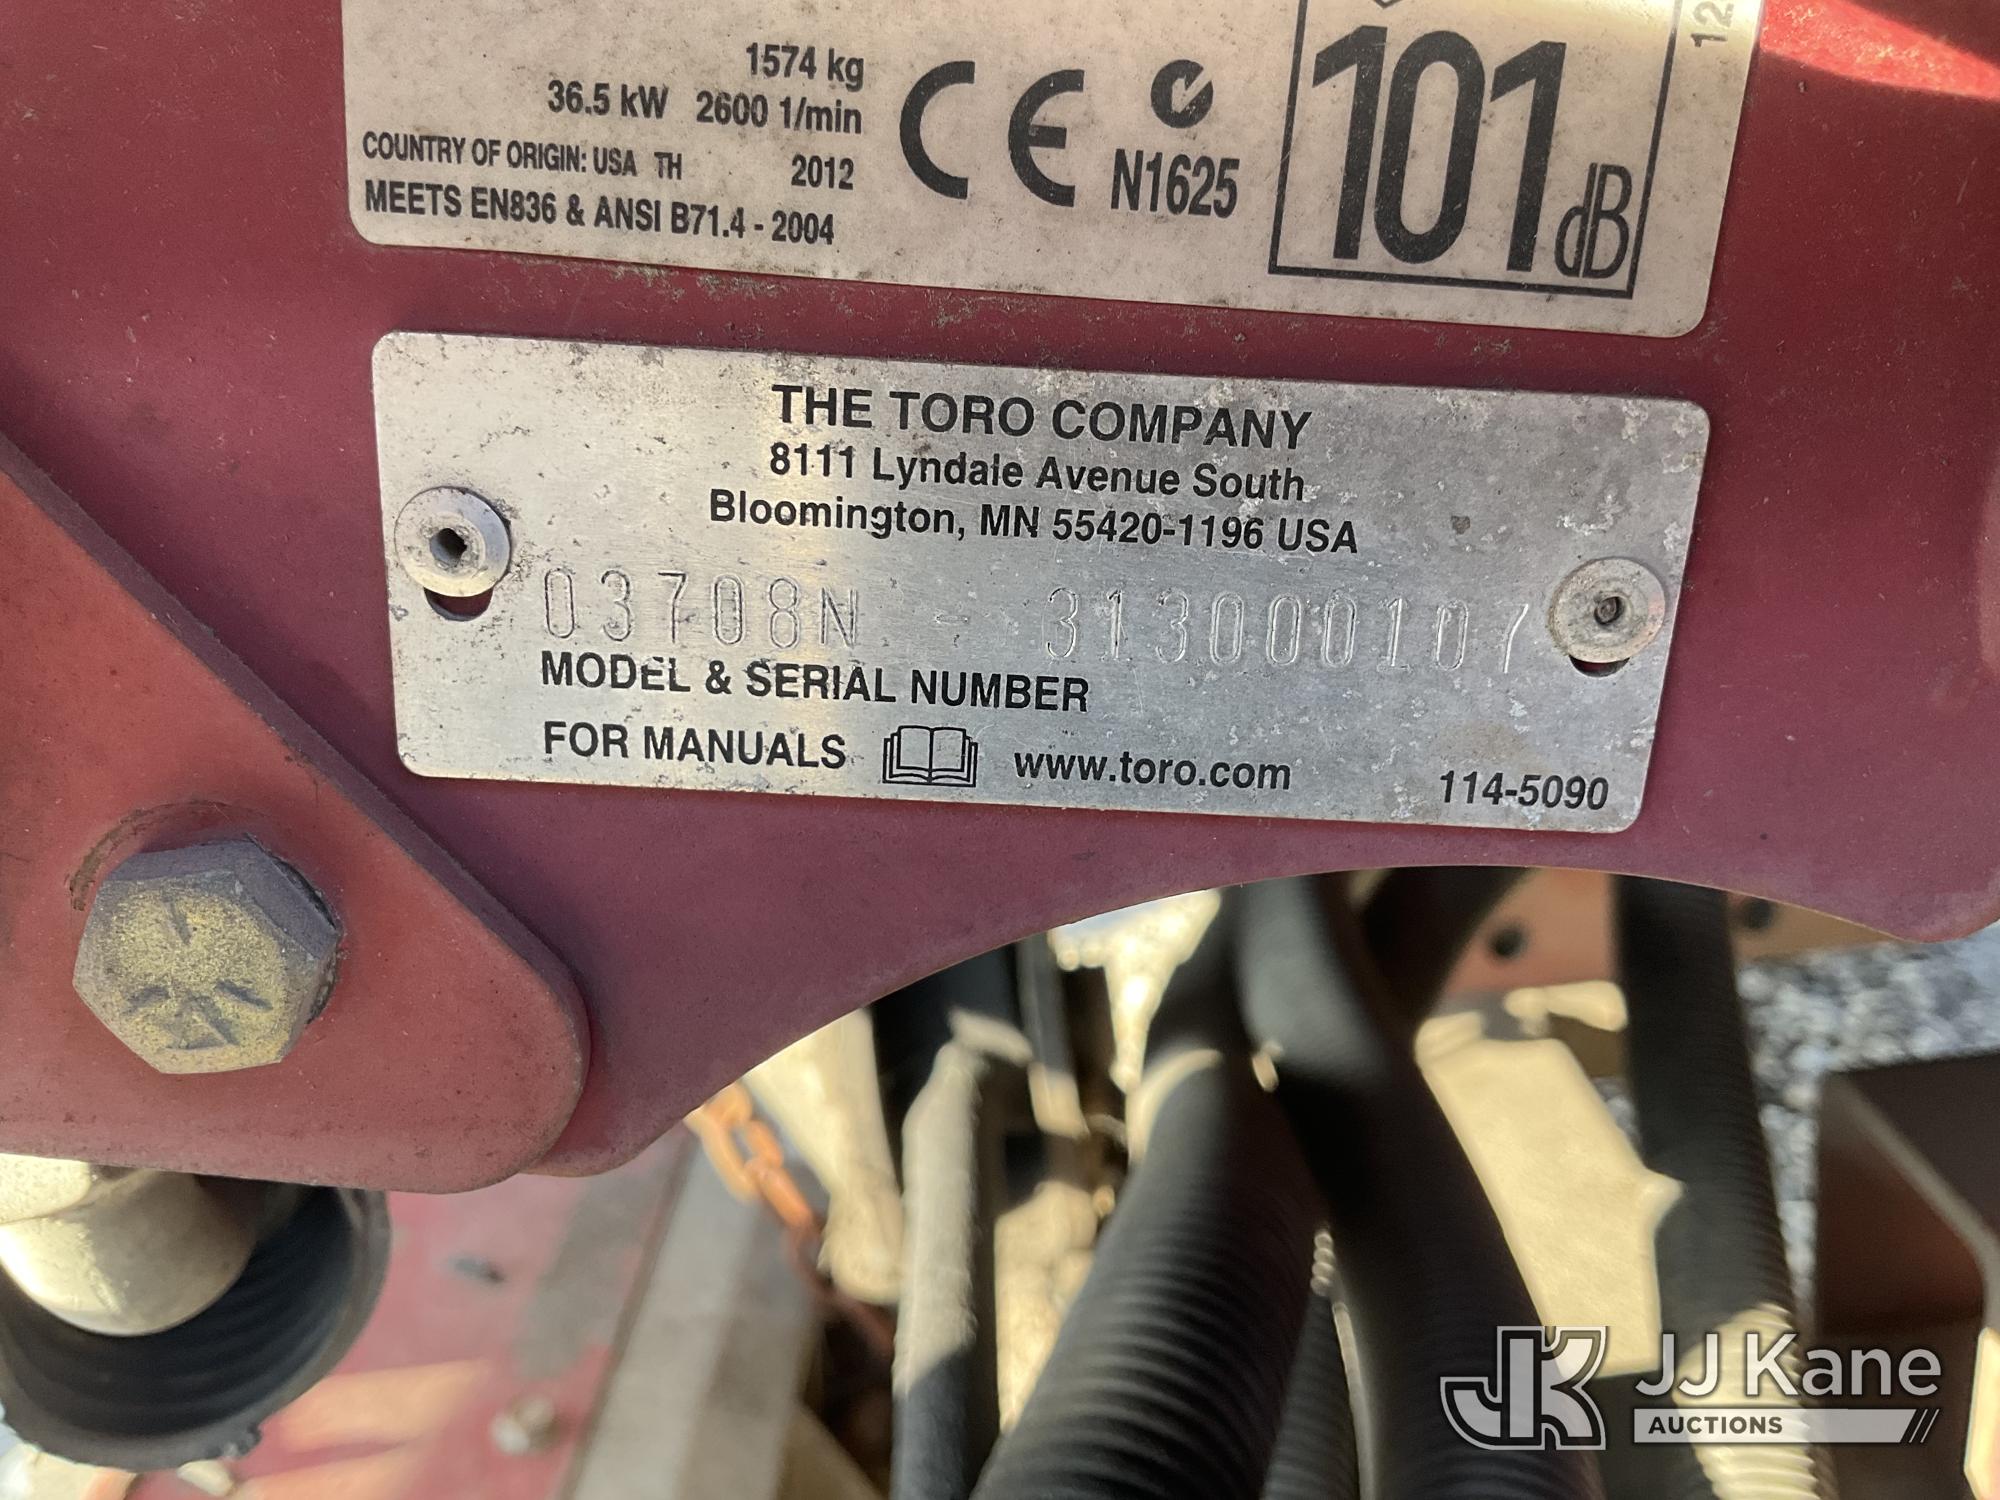 1574 kg
36.5 kW 2600 1/min
COUNTRY OF ORIGIN: USA TH 2012
MEETS EN836 & ANSI B71.4 - 2004
CE
N1625
101 dB
12
THE TORO COMPANY
8111 Lyndale Avenue South
Bloomington, MN 55420-1196 USA
03708N - 313000107
MODEL & SERIAL NUMBER
FOR MANUALS www.toro.com
114-5090
JK JJ Kane
AUCTIONS